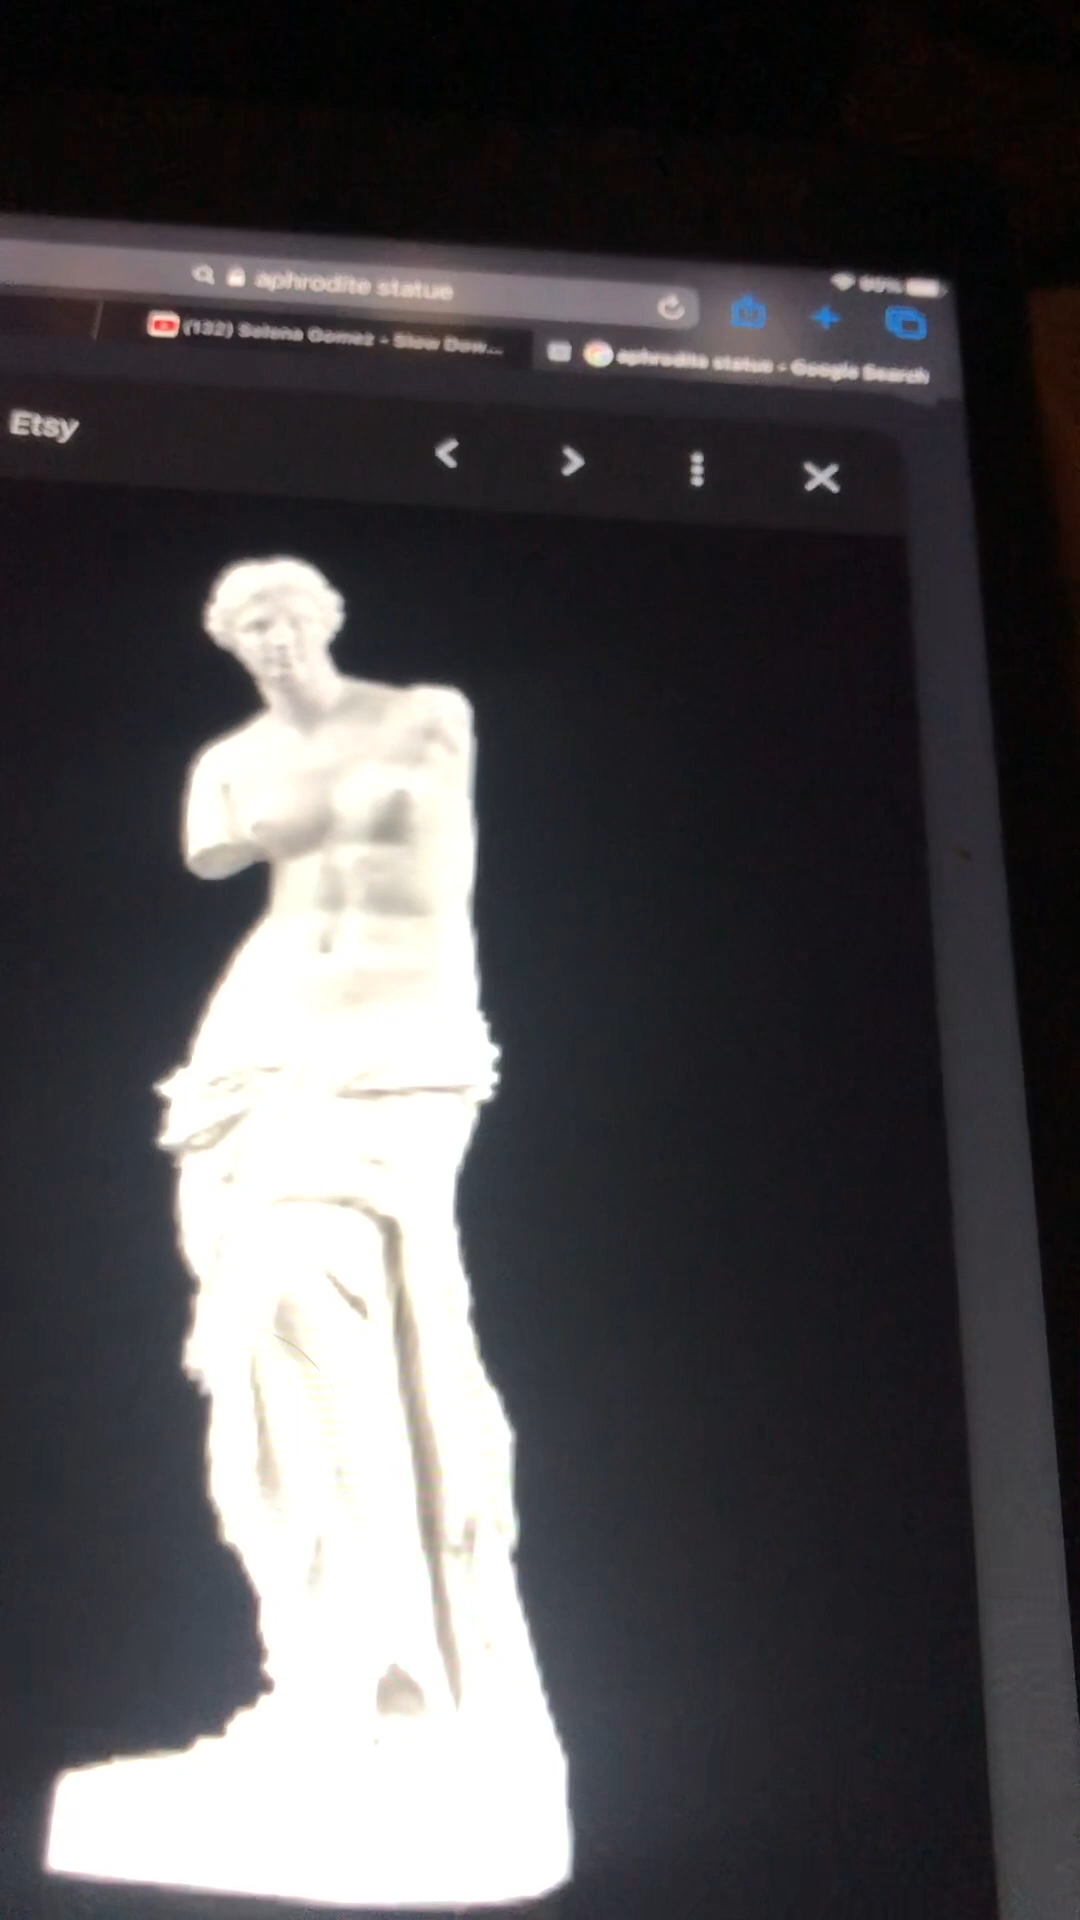 aphrodite statue
(132) Selena Gomez - Slow Dow...
aphrodite statue - Google Search
Etsy